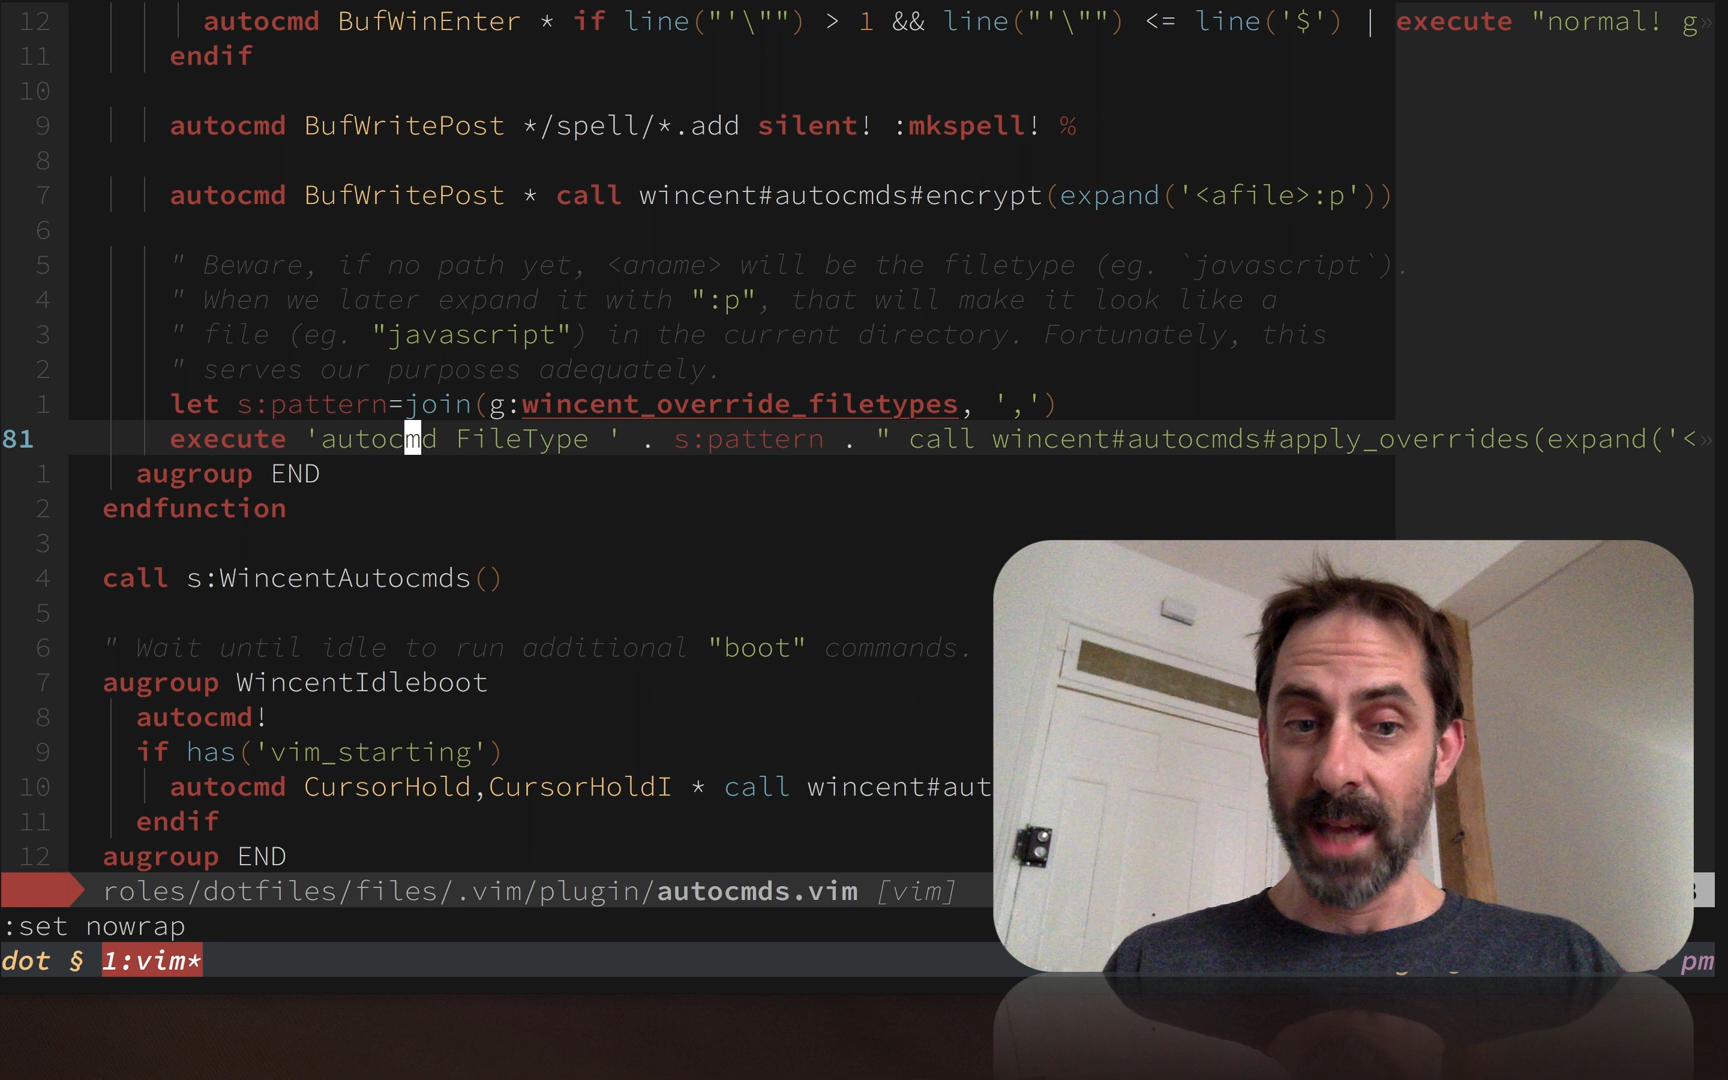 12 autocmd BufWinEnter * if line("'\"") > 1 && line("'\"") <= line('$') | execute "normal! g»
11 endif
10
9 autocmd BufWritePost */spell/*.add silent! :mkspell! %
8
7 autocmd BufWritePost * call wincent#autocmds#encrypt(expand('<afile>:p'))
6
5 " Beware, if no path yet, <aname> will be the filetype (eg. `javascript`).
4 " When we later expand it with ":p", that will make it look like a
3 " file (eg. "javascript") in the current directory. Fortunately, this
2 " serves our purposes adequately.
1 let s:pattern=join(g:wincent_override_filetypes, ',')
81 execute 'autocmd FileType ' . s:pattern . " call wincent#autocmds#apply_overrides(expand('<»
1 augroup END
2 endfunction
3
4 call s:WincentAutocmds()
5
6 " Wait until idle to run additional "boot" commands.
7 augroup WincentIdleboot
8 autocmd!
9 if has('vim_starting')
10 autocmd CursorHold,CursorHoldI * call wincent#aut
11 endif
12 augroup END
roles/dotfiles/files/.vim/plugin/autocmds.vim [vim]
:set nowrap
dot § 1:vim* pm